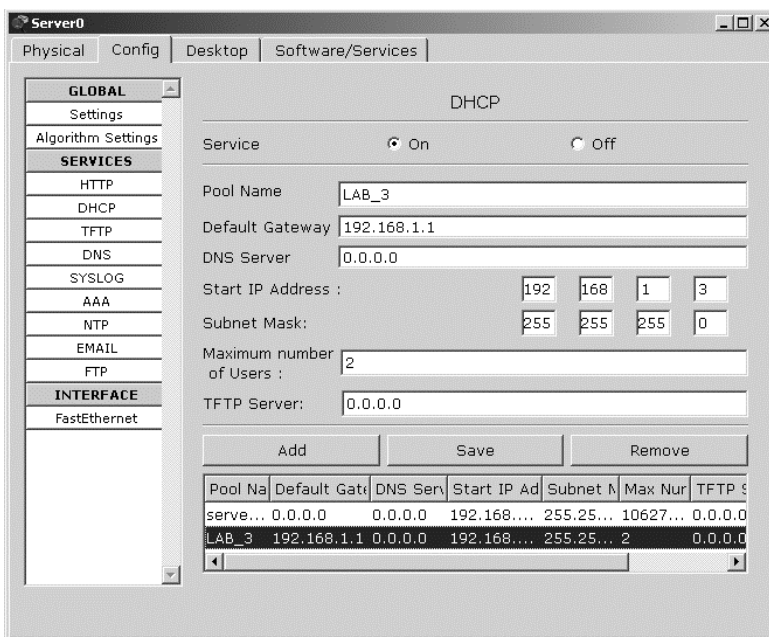 Server0
Physical Config Desktop Software/Services
GLOBAL
Settings
Algorithm Settings
SERVICES
HTTP
DHCP
TFTP
DNS
SYSLOG
AAA
NTP
EMAIL
FTP
INTERFACE
FastEthernet
DHCP
Service On Off
Pool Name LAB_3
Default Gateway 192.168.1.1
DNS Server 0.0.0.0
Start IP Address : 192 168 1 3
Subnet Mask: 255 255 255 0
Maximum number
of Users : 2
TFTP Server: 0.0.0.0
Add Save Remove
Pool Na Default Gate DNS Serv Start IP Ad Subnet M Max Nur TFTP S
serve... 0.0.0.0 0.0.0.0 192.168.... 255.25... 10627... 0.0.0.0
LAB_3 192.168.1.1 0.0.0.0 192.168.... 255.25... 2 0.0.0.0